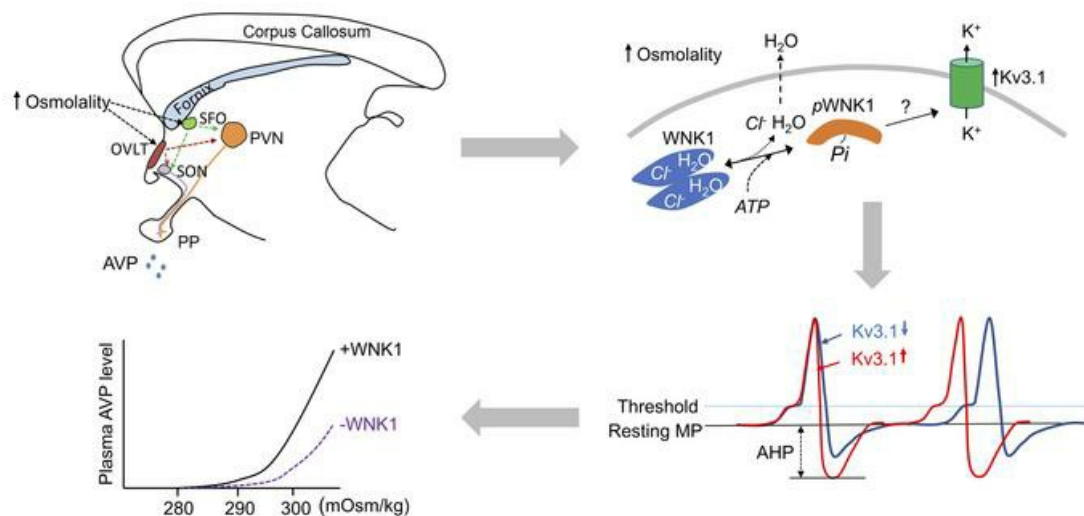 Corpus Callosum
Fornix
↑ Osmolality
SFO
PVN
OVLT
SON
PP
AVP
↑ Osmolality
H₂O
K⁺
↑Kv3.1
pWNK1
?
Cl⁻ H₂O
WNK1
Pi
K⁺
H₂O
Cl⁻
H₂O
Cl⁻
ATP
Plasma AVP level
+WNK1
-WNK1
280 290 300 (mOsm/kg)
Kv3.1↓
Kv3.1↑
Threshold
Resting MP
AHP